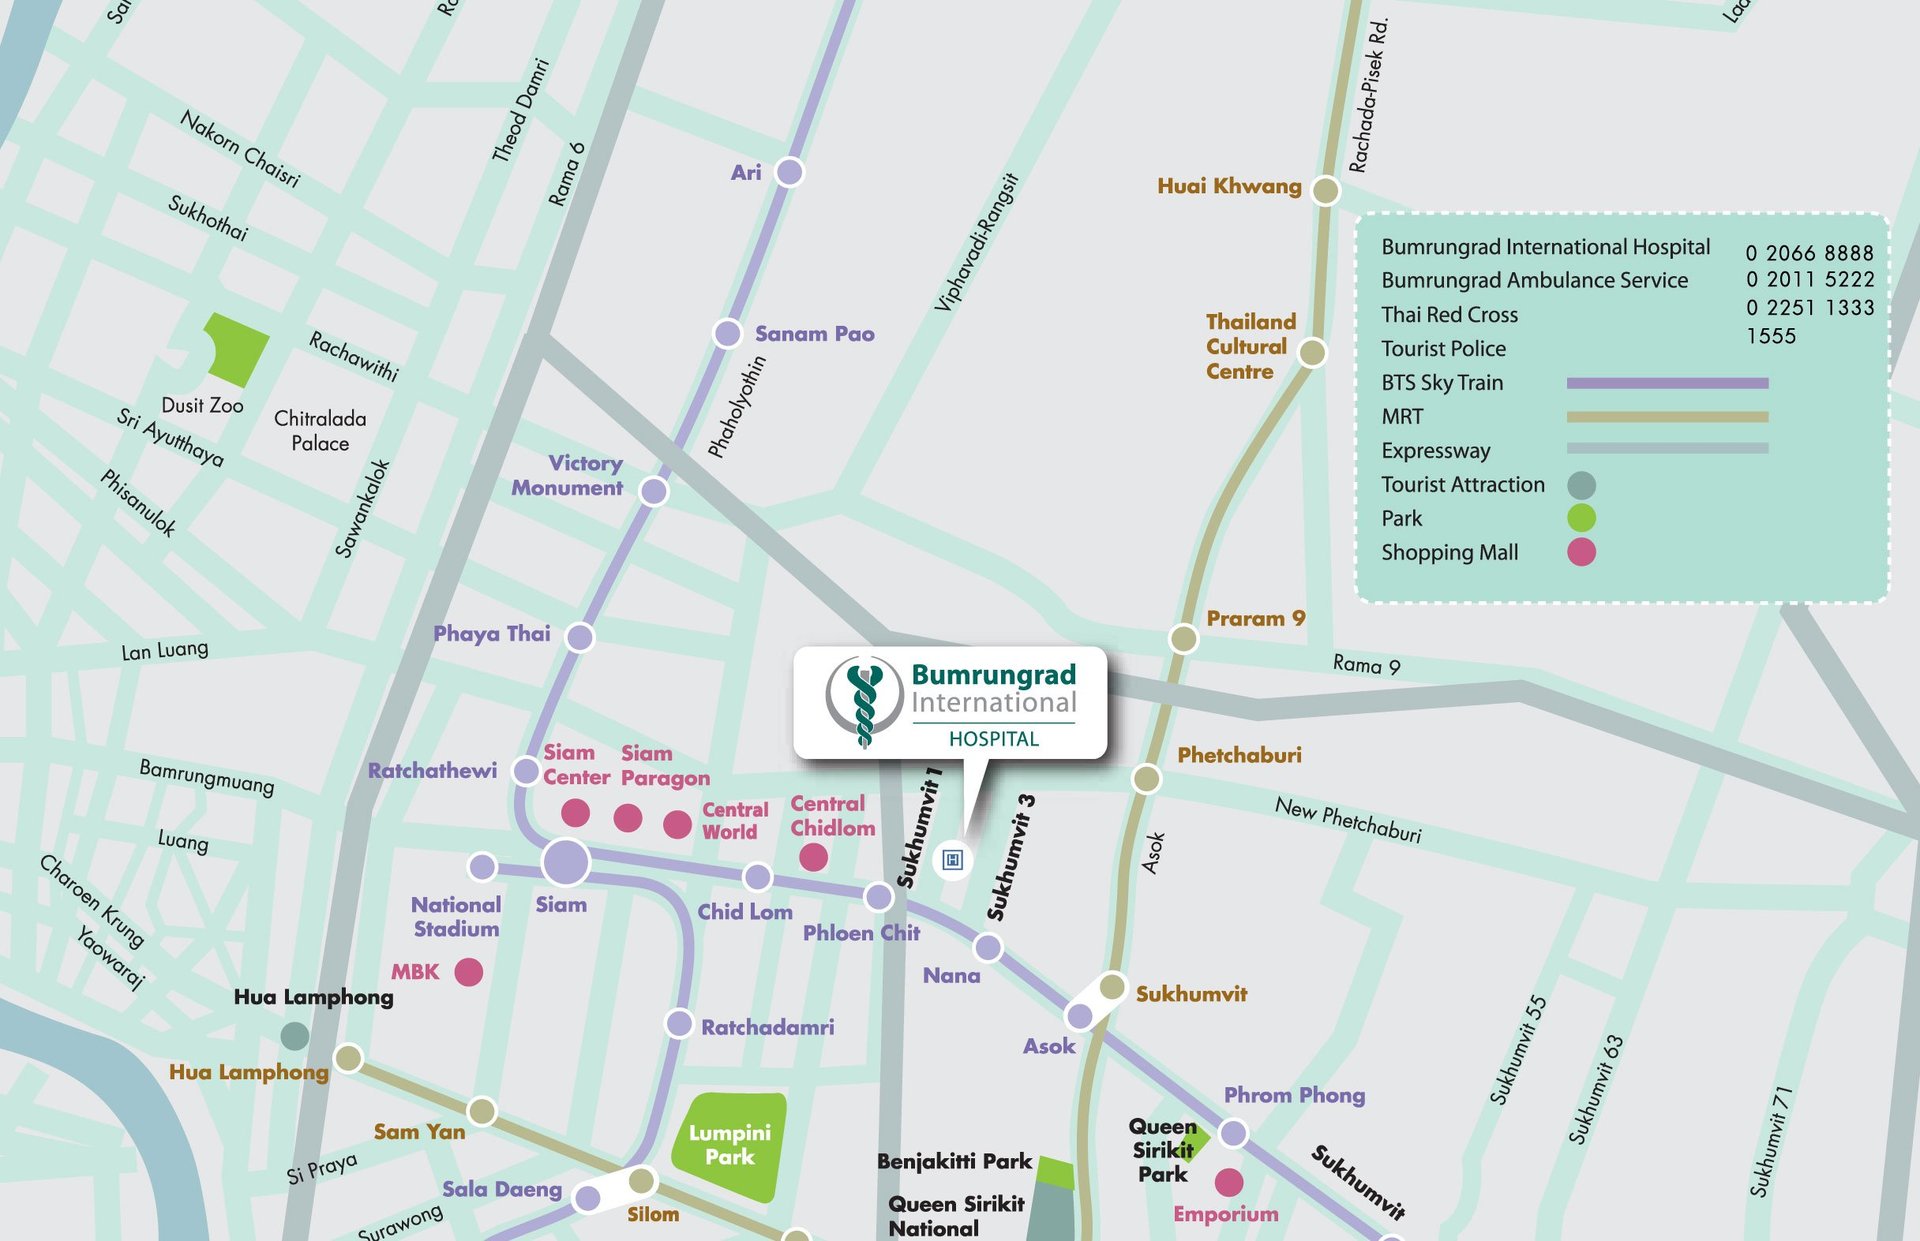 Nakorn Chaisri
Sukhothai
Theod Damri
Rama 6
Ari
Viphavadi-Rangsit
Rachada-Pisek Rd.
Huai Khwang
Bumrungrad International Hospital 0 2066 8888
Bumrungrad Ambulance Service 0 2011 5222
Thai Red Cross 0 2251 1333
Tourist Police 1555
BTS Sky Train
MRT
Expressway
Tourist Attraction
Park
Shopping Mall
Sanam Pao
Phaholyothin
Thailand
Cultural
Centre
Rachawithi
Dusit Zoo
Chitralada
Palace
Sri Ayutthaya
Phisanulok
Sawankalok
Victory
Monument
Phaya Thai
Praram 9
Rama 9
Lan Luang
Bumrungrad
International
HOSPITAL
Bamrungmuang
Ratchathewi
Siam
Center
Siam
Paragon
Central
World
Central
Chidlom
Sukhumvit 1
Sukhumvit 3
Phetchaburi
New Phetchaburi
Asok
Luang
Charoen Krung
Yaowaraj
National
Stadium
Siam
Chid Lom
Phloen Chit
H
Nana
MBK
Hua Lamphong
Hua Lamphong
Ratchadamri
Sukhumvit
Asok
Sukhumvit 55
Sukhumvit 63
Sukhumvit 71
Sam Yan
Si Praya
Surawong
Sala Daeng
Silom
Lumpini
Park
Benjakitti Park
Queen Sirikit
National
Phrom Phong
Queen
Sirikit
Park
Emporium
Sukhumvit